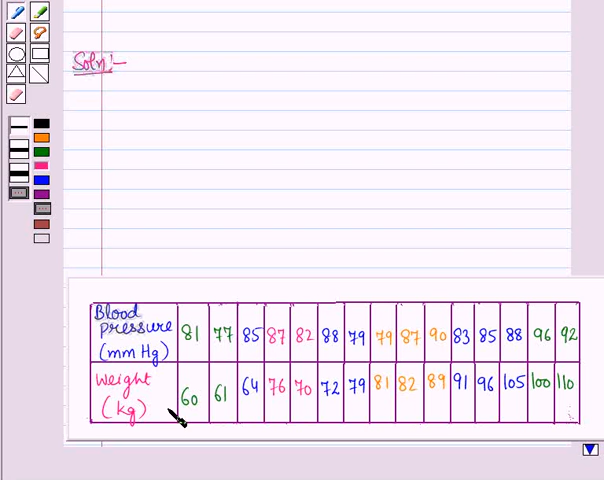 Soln:-
Blood pressure (mm Hg) 81 77 85 87 82 88 79 79 87 90 83 85 88 96 92
Weight (kg) 60 61 64 76 70 72 79 81 82 89 91 96 105 100 110